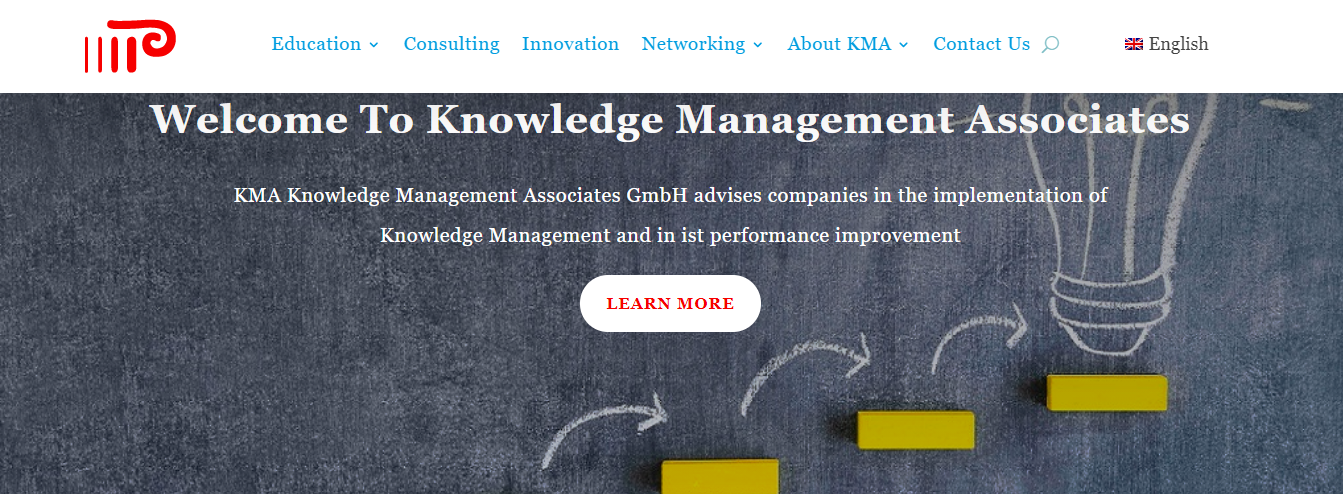 Education Consulting Innovation Networking About KMA Contact Us English
Welcome To Knowledge Management Associates
KMA Knowledge Management Associates GmbH advises companies in the implementation of
Knowledge Management and in ist performance improvement
LEARN MORE